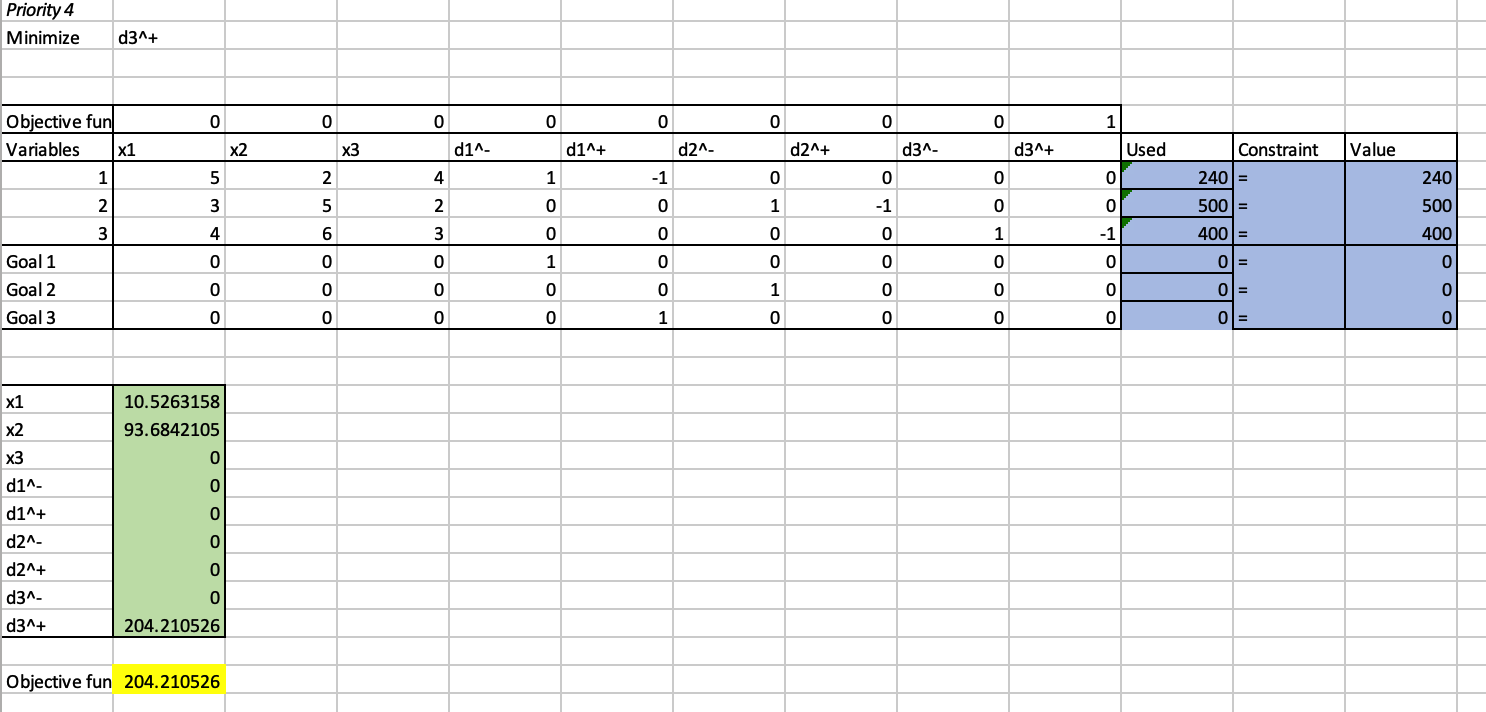 Priority 4
Minimize d3^+
Objective fun 0 0 0 0 0 0 0 0 1
Variables x1 x2 x3 d1^- d1^+ d2^- d2^+ d3^- d3^+ Used Constraint Value
1 5 2 4 1 -1 0 0 0 0 240 = 240
2 3 5 2 0 0 1 -1 0 0 500 = 500
3 4 6 3 0 0 0 0 1 -1 400 = 400
Goal 1 0 0 0 1 0 0 0 0 0 0 = 0
Goal 2 0 0 0 0 0 1 0 0 0 0 = 0
Goal 3 0 0 0 0 1 0 0 0 0 0 = 0
x1 10.5263158
x2 93.6842105
x3 0
d1^- 0
d1^+ 0
d2^- 0
d2^+ 0
d3^- 0
d3^+ 204.210526
Objective fun 204.210526